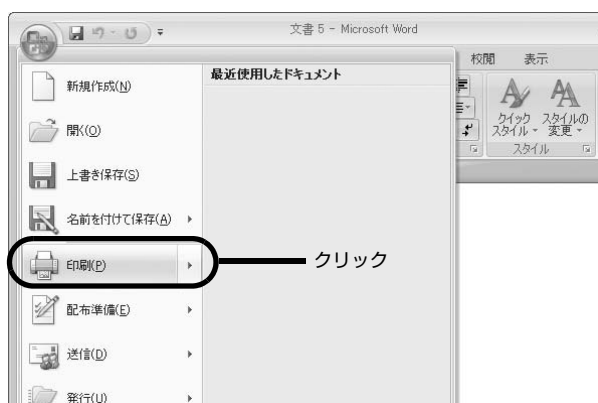 文書 5 - Microsoft Word
校閲 表示
新規作成(N)
最近使用したドキュメント
開く(O)
クイック スタイル
スタイルの 変更
スタイル
上書き保存(S)
名前を付けて保存(A)
印刷(P)
クリック
配布準備(E)
送信(D)
発行(U)